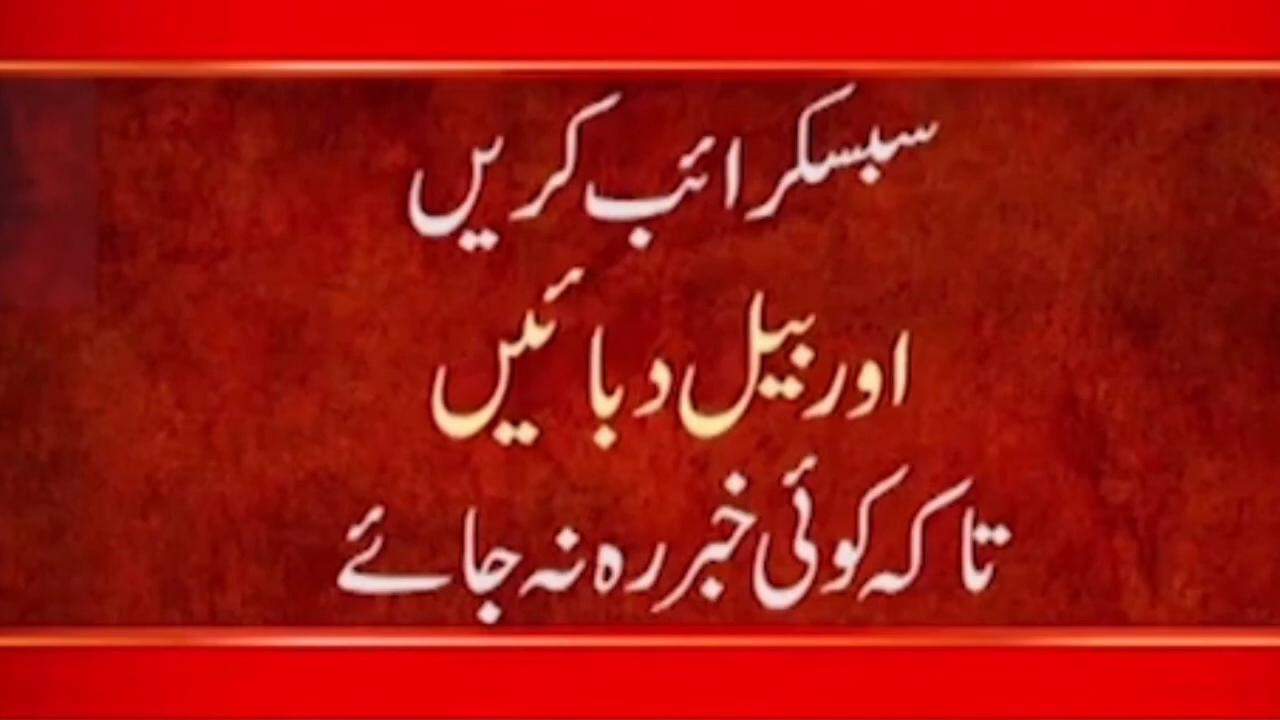 سبسکرائب کریں
اور بیل دبائیں
تاکہ کوئی خبر رہ نہ جائے